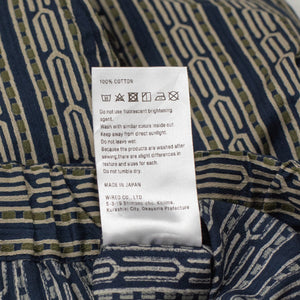 100% COTTON
Do not use fluorescent brightening
agent.
Wash with similar colors inside out
Keep away from direct sunlight.
Do not leave wet.
Because the products are washed after
sewing,there are slight differences
in sizes and texture.
Do not tumble dry.
MADE IN JAPAN
WIRED CO., LTD
Kojima,
Kurashiki City, Okayama Prefecture